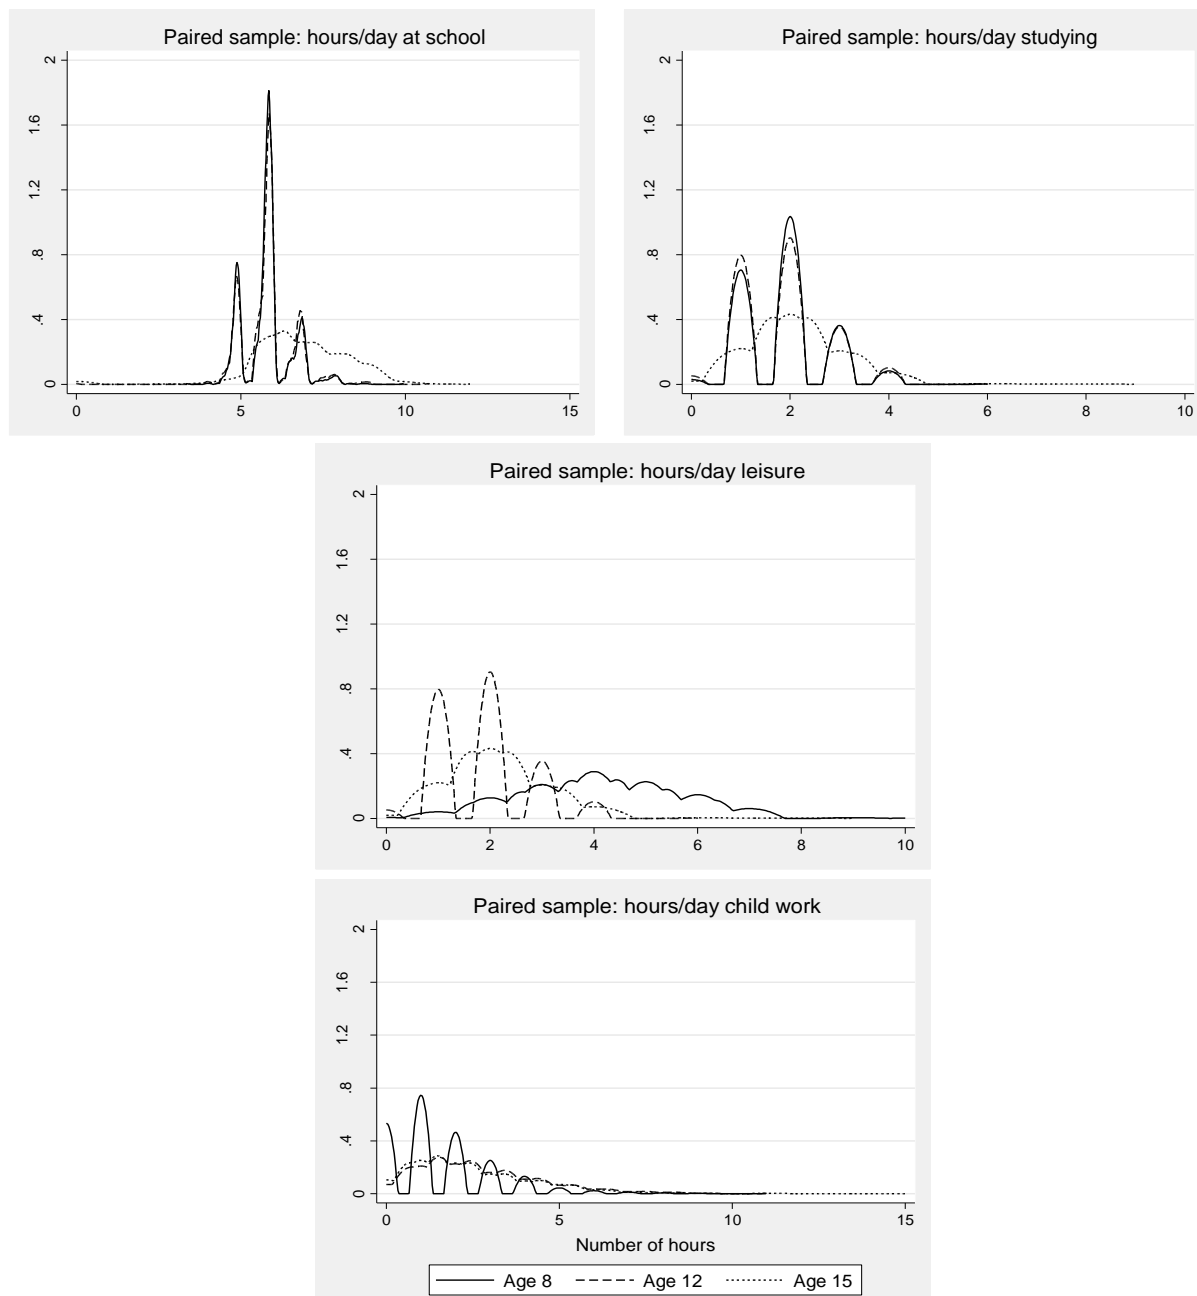 Paired sample: hours/day at school
2
1.6
1.2
.8
.4
0
0 5 10 15
Paired sample: hours/day studying
2
1.6
1.2
.8
.4
0
0 2 4 6 8 10
Paired sample: hours/day leisure
2
1.6
1.2
.8
.4
0
0 2 4 6 8 10
Paired sample: hours/day child work
2
1.6
1.2
.8
.4
0
0 5 10 15
Number of hours
Age 8 Age 12 Age 15